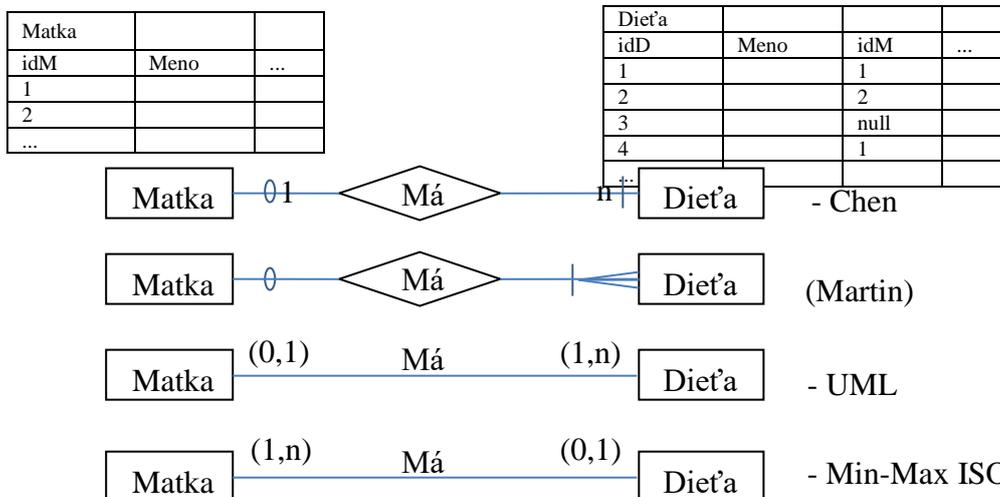 Matka
idM Meno ...
1
2
...
Dieťa
idD Meno idM ...
1 1
2 2
3 null
4 1
...
Matka 1 Má n Dieťa - Chen
Matka Má Dieťa (Martin)
(0,1) Má (1,n)
Matka Dieťa - UML
(1,n) Má (0,1)
Matka Dieťa - Min-Max ISO